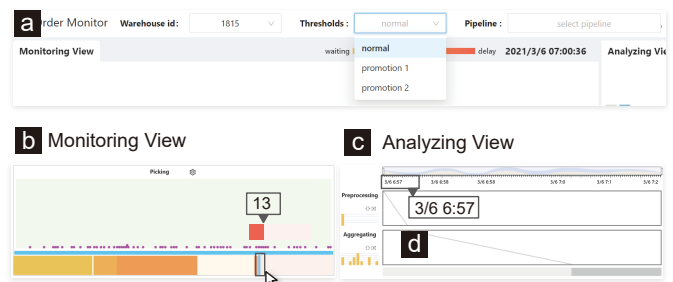 a rder Monitor Warehouse id: 1815 Thresholds : normal Pipeline : select pipeline
Monitoring View waiting delay 2021/3/6 07:00:36 Analyzing Vie
normal
promotion 1
promotion 2
b Monitoring View
c Analyzing View
Picking
13
3/6 6:57 3/6 6:58 3/6 6:58 3/6 7:0 3/6 7:1 3/6 7:2
Preprocessing
3/6 6:57
Aggregating
d